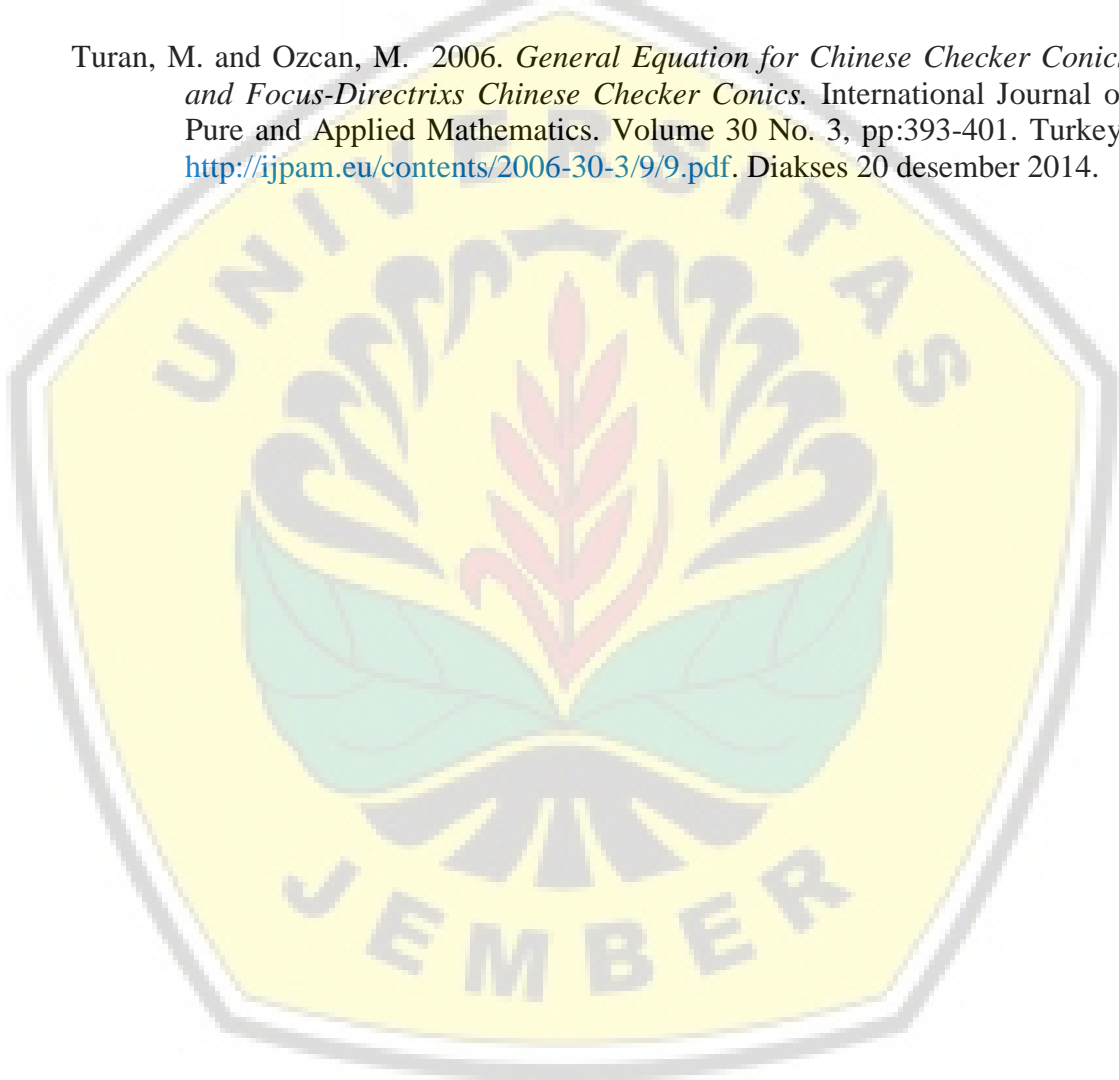 Turan, M. and Ozcan, M. 2006. General Equation for Chinese Checker Conics
and Focus-Directrixs Chinese Checker Conics. International Journal o
Pure and Applied Mathematics. Volume 30 No. 3, pp:393-401. Turkey
http://ijpam.eu/contents/2006-30-3/9/9.pdf. Diakses 20 desember 2014.
UNIVERSITAS
JEMBER